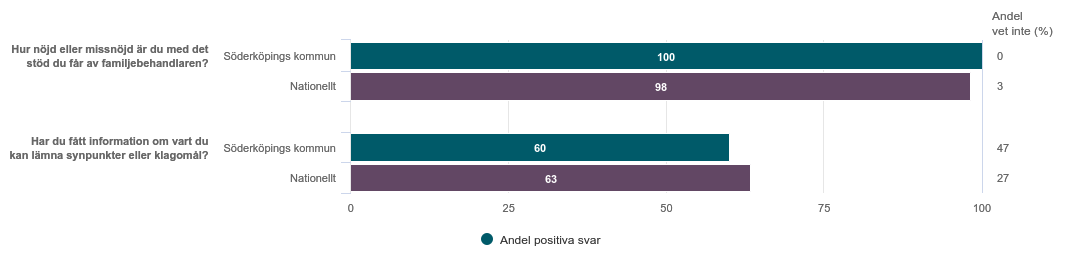 Andel
vet inte (%)
Hur nöjd eller missnöjd är du med det
stöd du får av familjebehandlaren?
Söderköpings kommun
100
0
Nationellt
98
3
Har du fått information om vart du
kan lämna synpunkter eller klagomål?
Söderköpings kommun
60
47
Nationellt
63
27
0
25
50
75
100
Andel positiva svar